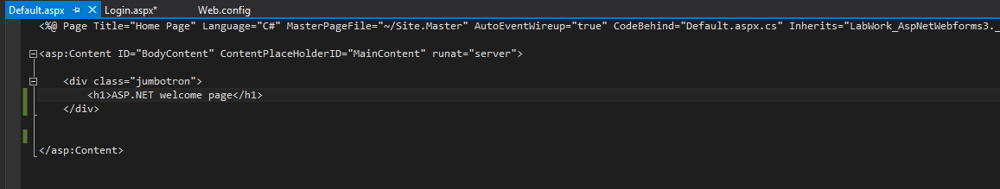 Default.aspx Login.aspx* Web.config
<%@ Page Title="Home Page" Language="C#" MasterPageFile="~/Site.Master" AutoEventWireup="true" CodeBehind="Default.aspx.cs" Inherits="LabWork_AspNetWebforms3._
<asp:Content ID="BodyContent" ContentPlaceHolderID="MainContent" runat="server">
<div class="jumbotron">
<h1>ASP.NET welcome page</h1>
</div>
</asp:Content>